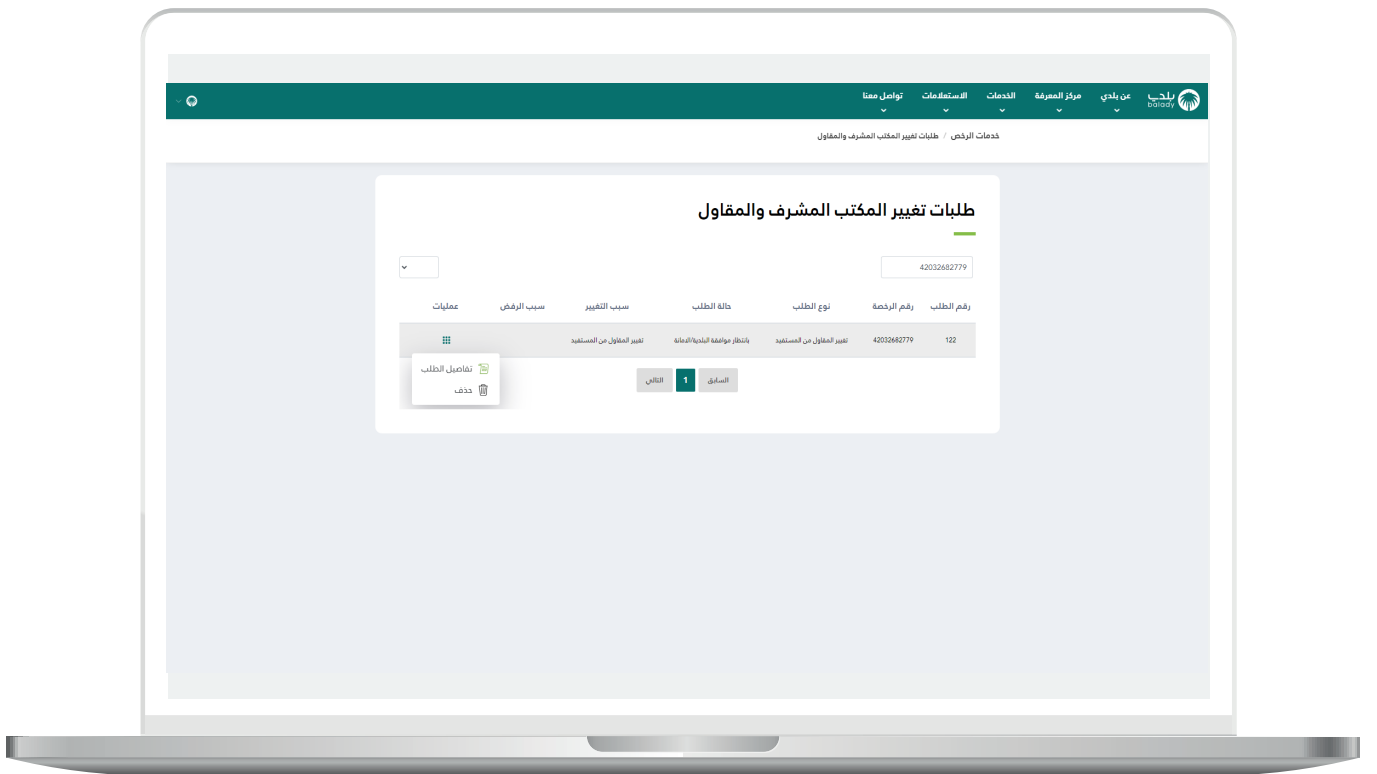 بلدي
balady
عن بلدي مركز المعرفة الخدمات الاستعلامات تواصل معنا
خدمات الرخص / طلبات تغيير المكتب المشرف والمقاول
طلبات تغيير المكتب المشرف والمقاول
42032682779
رقم الطلب رقم الرخصة نوع الطلب حالة الطلب سبب التغيير سبب الرفض عمليات
122 42032682779 تغيير المقاول من المستفيد بانتظار موافقة البلدية/الامانة تغيير المقاول من المستفيد
تفاصيل الطلب
حذف
السابق 1 التالي